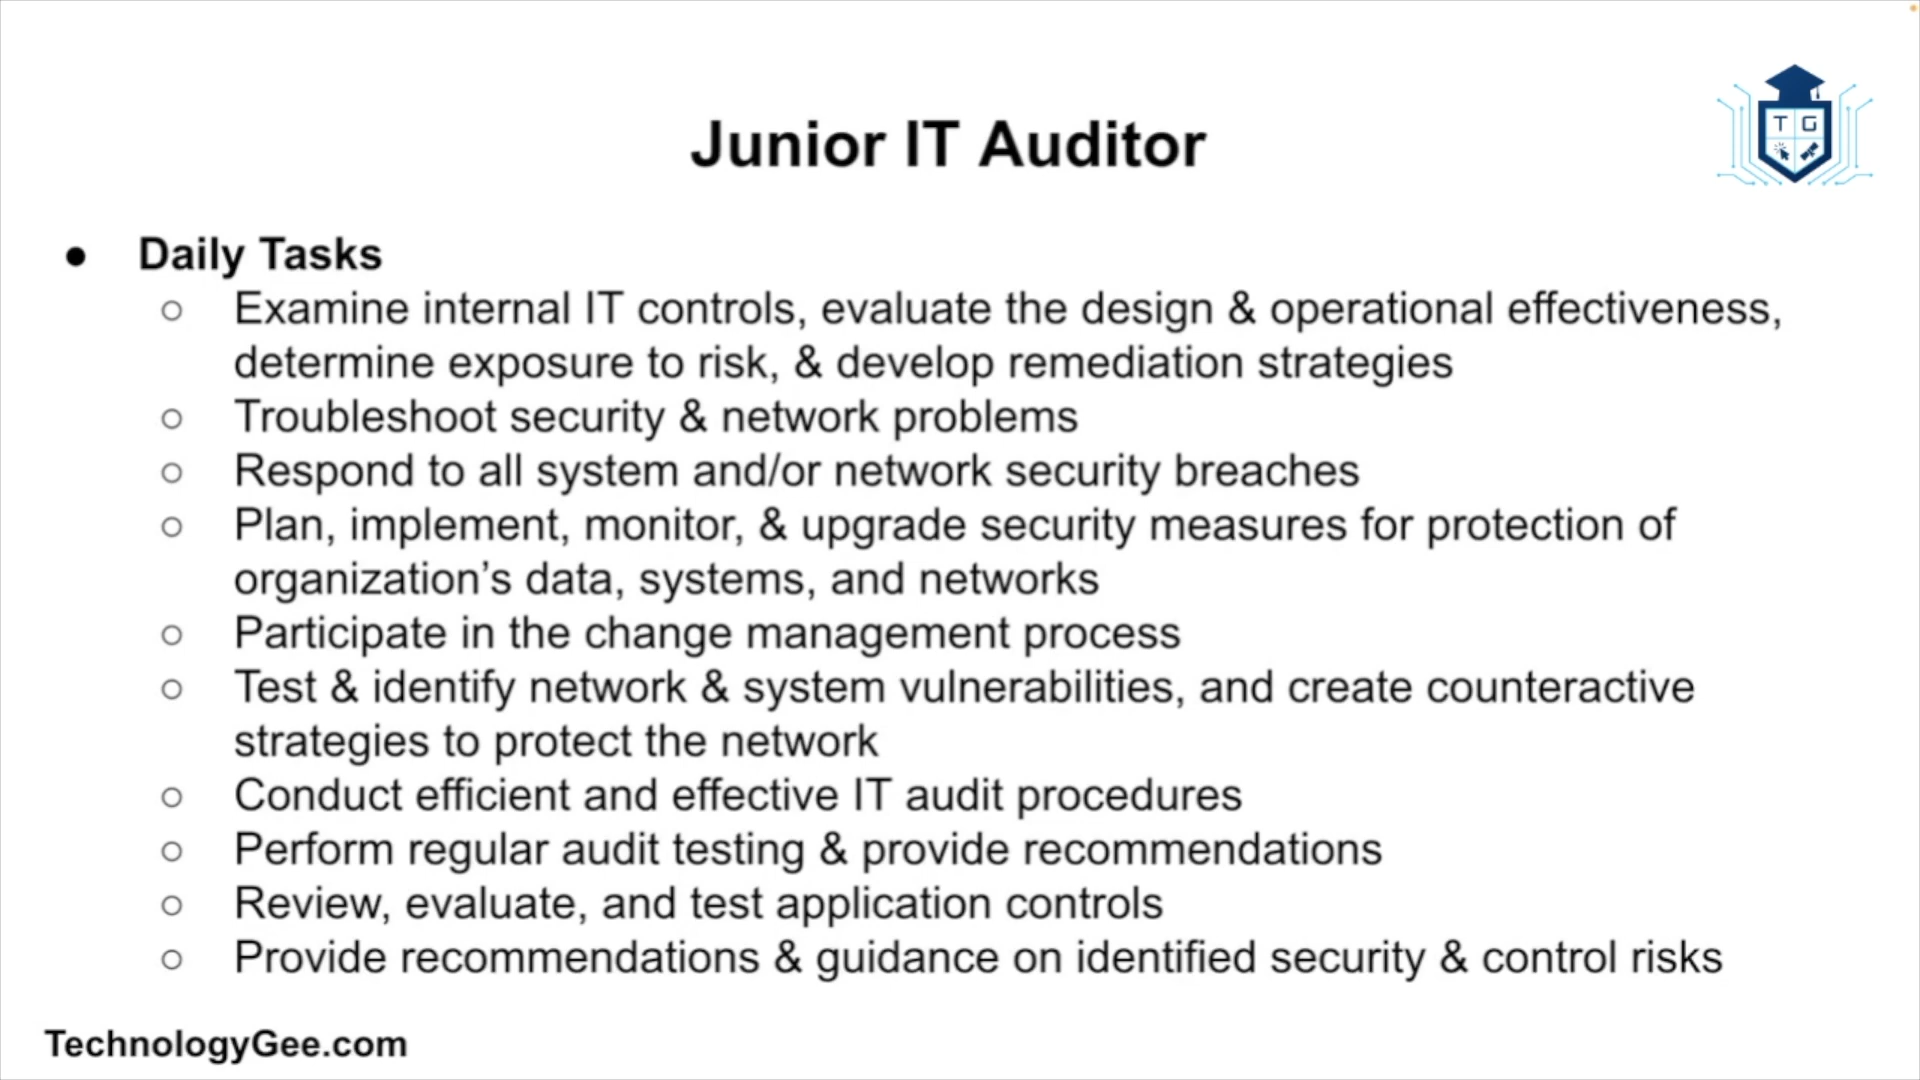 Junior IT Auditor
T G
● Daily Tasks
○ Examine internal IT controls, evaluate the design & operational effectiveness,
determine exposure to risk, & develop remediation strategies
○ Troubleshoot security & network problems
○ Respond to all system and/or network security breaches
○ Plan, implement, monitor, & upgrade security measures for protection of
organization’s data, systems, and networks
○ Participate in the change management process
○ Test & identify network & system vulnerabilities, and create counteractive
strategies to protect the network
○ Conduct efficient and effective IT audit procedures
○ Perform regular audit testing & provide recommendations
○ Review, evaluate, and test application controls
○ Provide recommendations & guidance on identified security & control risks
TechnologyGee.com